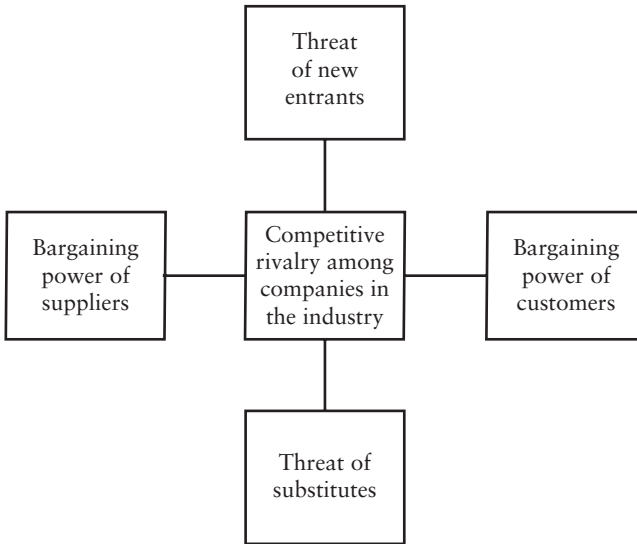 Threat
of new
entrants
Bargaining
power of
suppliers
Competitive
rivalry among
companies in
the industry
Bargaining
power of
customers
Threat of
substitutes